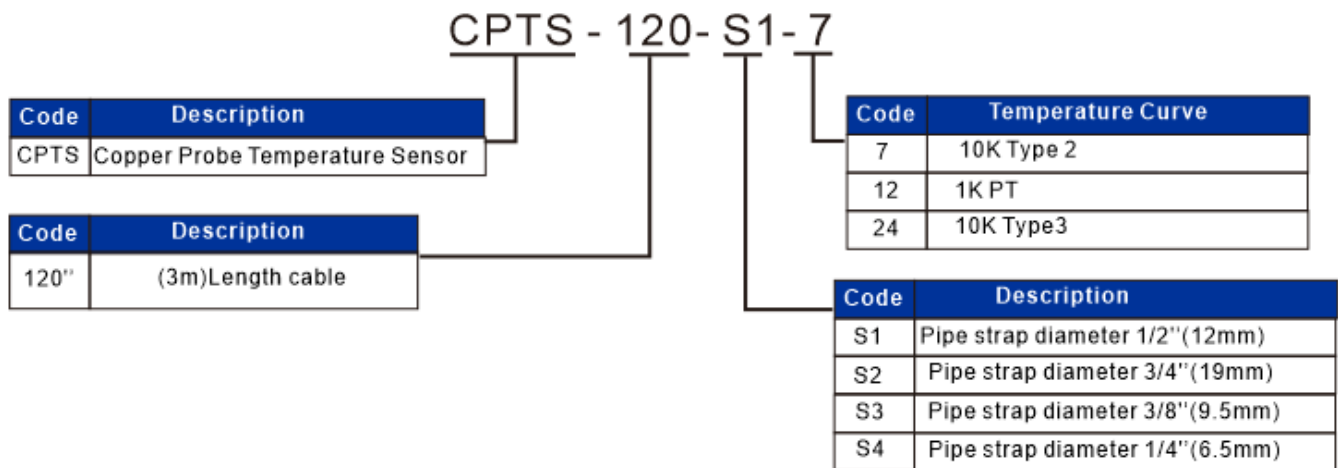 CPTS - 120- S1- 7
Code Description
CPTS Copper Probe Temperature Sensor
Code Description
120'' (3m)Length cable
Code Temperature Curve
7 10K Type 2
12 1K PT
24 10K Type3
Code Description
S1 Pipe strap diameter 1/2''(12mm)
S2 Pipe strap diameter 3/4''(19mm)
S3 Pipe strap diameter 3/8''(9.5mm)
S4 Pipe strap diameter 1/4''(6.5mm)